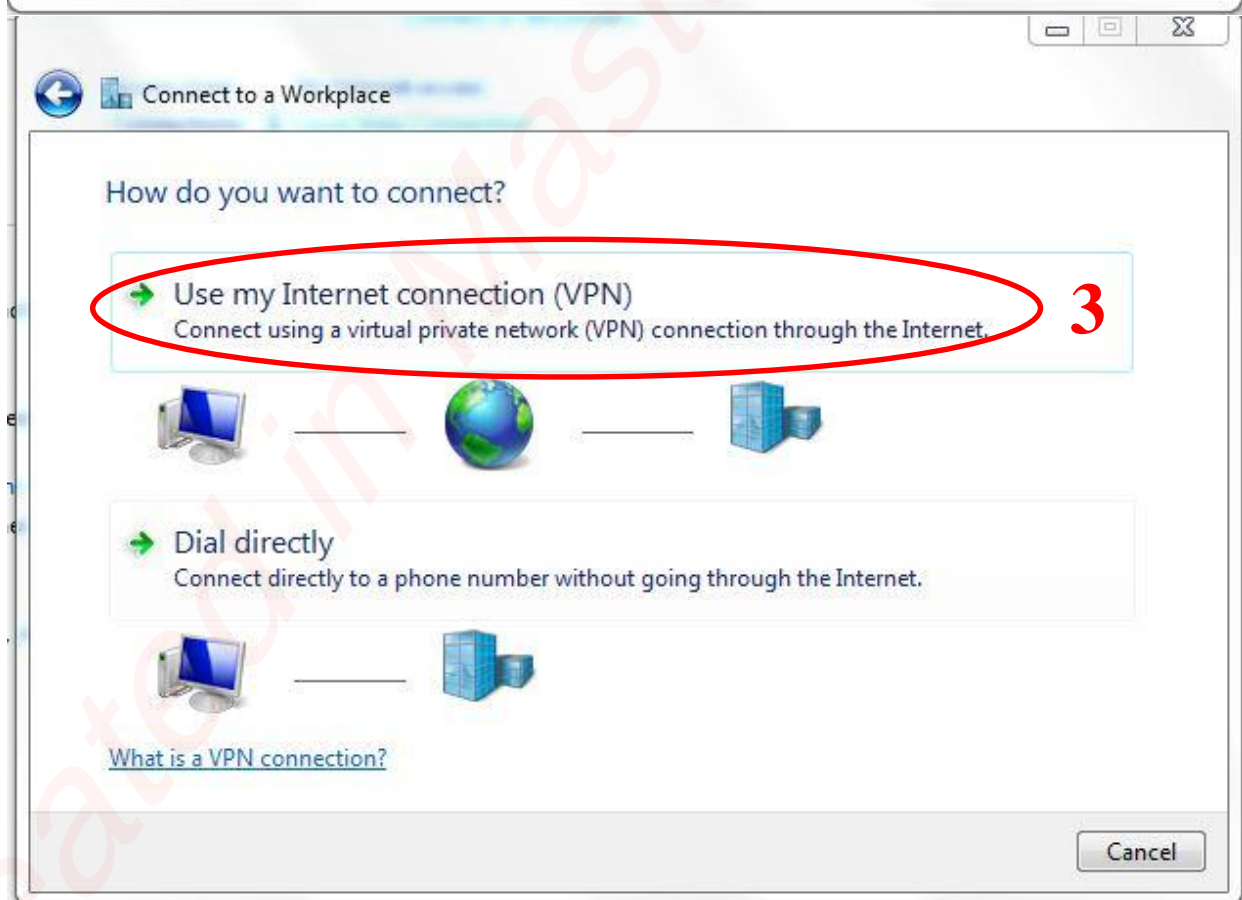 Connect to a Workplace
How do you want to connect?
Use my Internet connection (VPN)
Connect using a virtual private network (VPN) connection through the Internet.
3
Dial directly
Connect directly to a phone number without going through the Internet.
What is a VPN connection?
Cancel